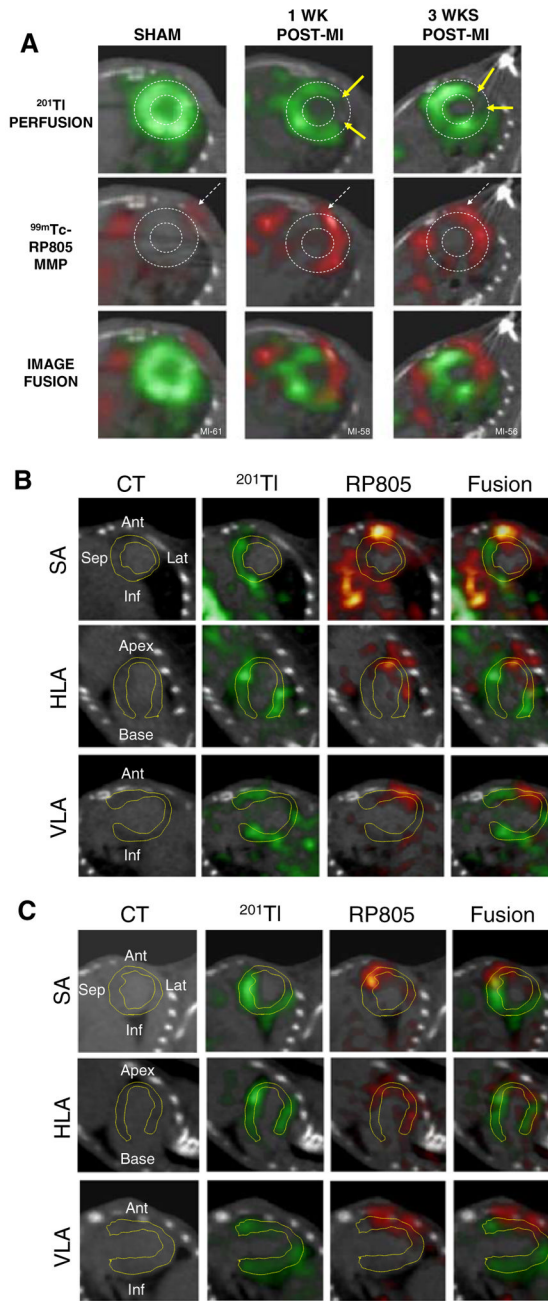 A
SHAM
1 WK
POST-MI
3 WKS
POST-MI
²⁰¹Tl
PERFUSION
⁹⁹ᵐTc-
RP805
MMP
IMAGE
FUSION
MI-61
MI-58
MI-56
B
CT ²⁰¹Tl RP805 Fusion
SA
Ant
Sep Lat
Inf
HLA
Apex
Base
VLA
Ant
Inf
C
CT ²⁰¹Tl RP805 Fusion
SA
Ant
Sep Lat
Inf
HLA
Apex
Base
VLA
Ant
Inf